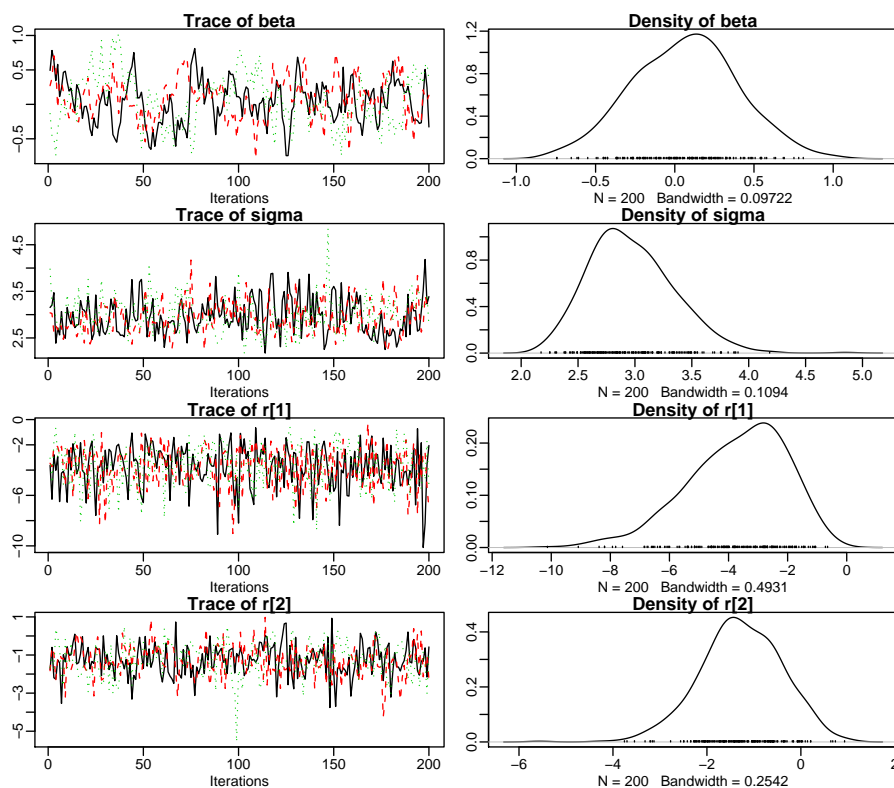 Trace of beta
1.0
0.5
−0.5
0 50 100 150 200
Iterations
Density of beta
1.2
0.8
0.4
0.0
−1.0 −0.5 0.0 0.5 1.0
N = 200 Bandwidth = 0.09722
Trace of sigma
4.5
3.5
2.5
0 50 100 150 200
Iterations
Density of sigma
0.8
0.4
0.0
2.0 2.5 3.0 3.5 4.0 4.5 5.0
N = 200 Bandwidth = 0.1094
Trace of r[1]
0
−2
−6
−10
0 50 100 150 200
Iterations
Density of r[1]
0.20
0.10
0.00
−12 −10 −8 −6 −4 −2 0
N = 200 Bandwidth = 0.4931
Trace of r[2]
1
−1
−3
−5
0 50 100 150 200
Iterations
Density of r[2]
0.4
0.2
0.0
−6 −4 −2 0 2
N = 200 Bandwidth = 0.2542